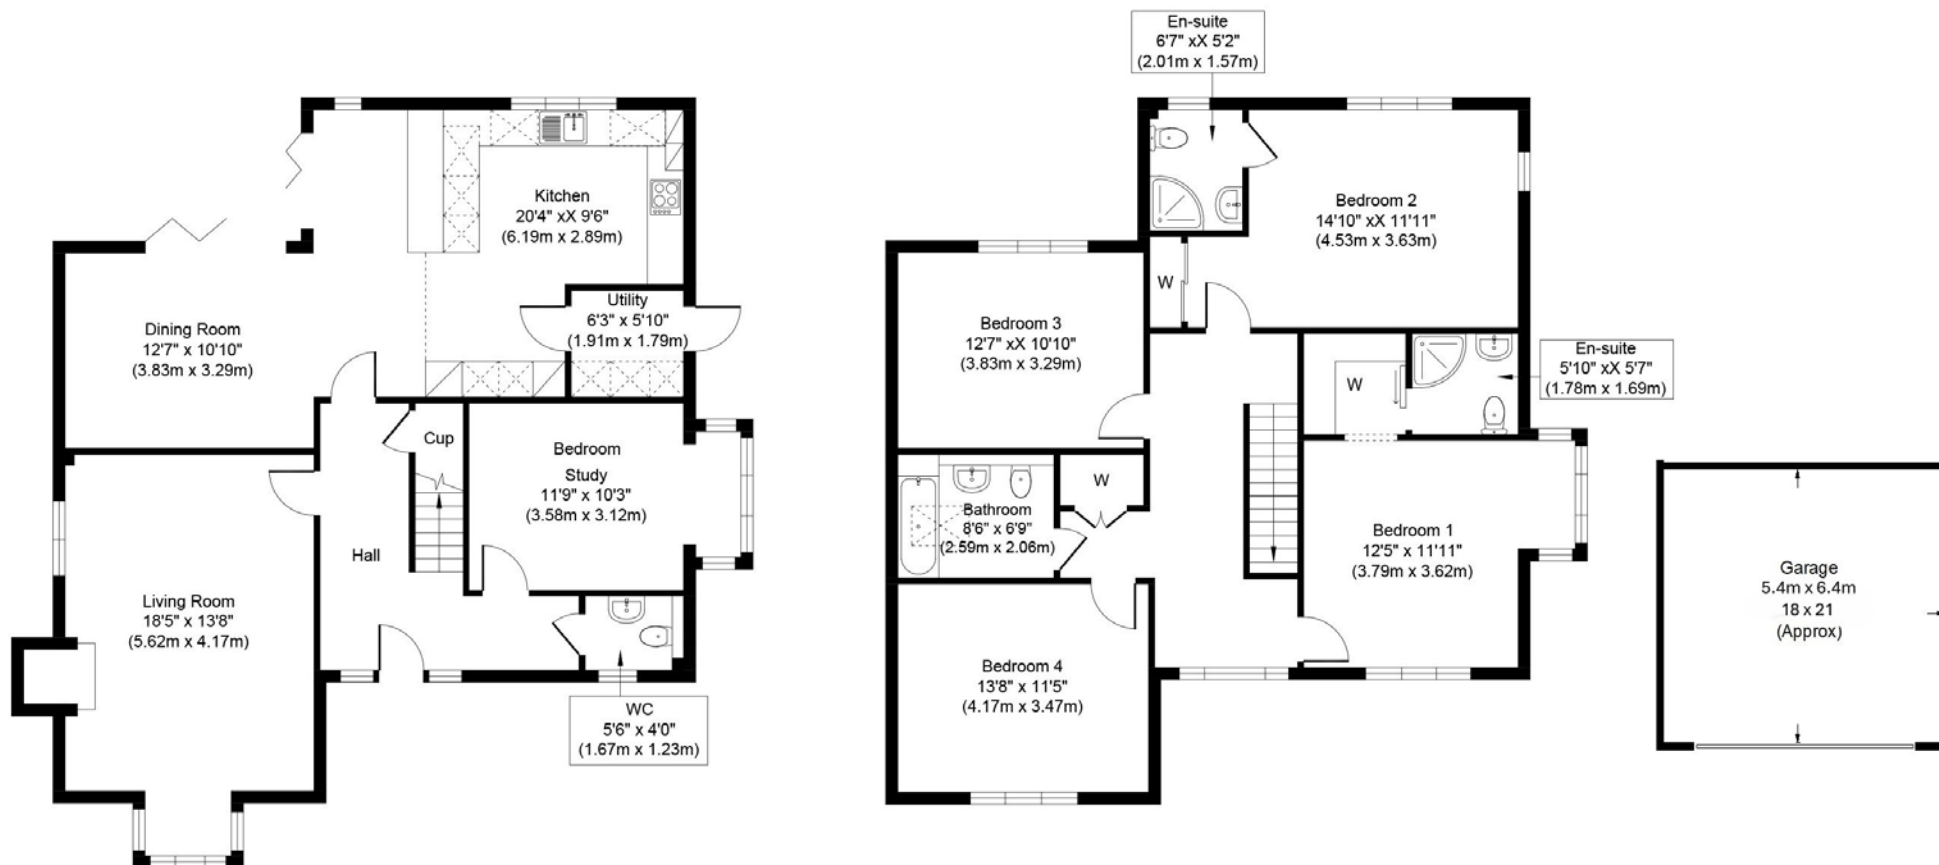 Kitchen
20'4" xX 9'6"
(6.19m x 2.89m)
Utility
6'3" x 5'10"
(1.91m x 1.79m)
Dining Room
12'7" x 10'10"
(3.83m x 3.29m)
Cup
Bedroom
Study
11'9" x 10'3"
(3.58m x 3.12m)
Hall
Living Room
18'5" x 13'8"
(5.62m x 4.17m)
WC
5'6" x 4'0"
(1.67m x 1.23m)
En-suite
6'7" xX 5'2"
(2.01m x 1.57m)
Bedroom 2
14'10" xX 11'11"
(4.53m x 3.63m)
W
Bedroom 3
12'7" xX 10'10"
(3.83m x 3.29m)
En-suite
5'10" xX 5'7"
(1.78m x 1.69m)
W
W
Bathroom
8'6" x 6'9"
(2.59m x 2.06m)
Bedroom 1
12'5" x 11'11"
(3.79m x 3.62m)
Bedroom 4
13'8" x 11'5"
(4.17m x 3.47m)
Garage
5.4m x 6.4m
18 x 21
(Approx)